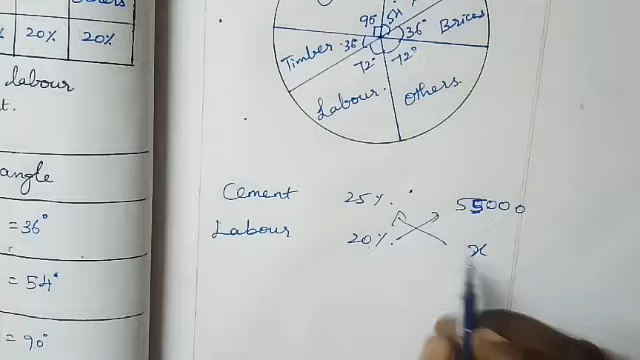 Others
20% 20%
labour
t.
angle
= 36°
= 54°
= 90°
90° 54
36° Bricks
Timber 36°
72° 72°
Labour Others
Cement 25% 55000
Labour 20% x